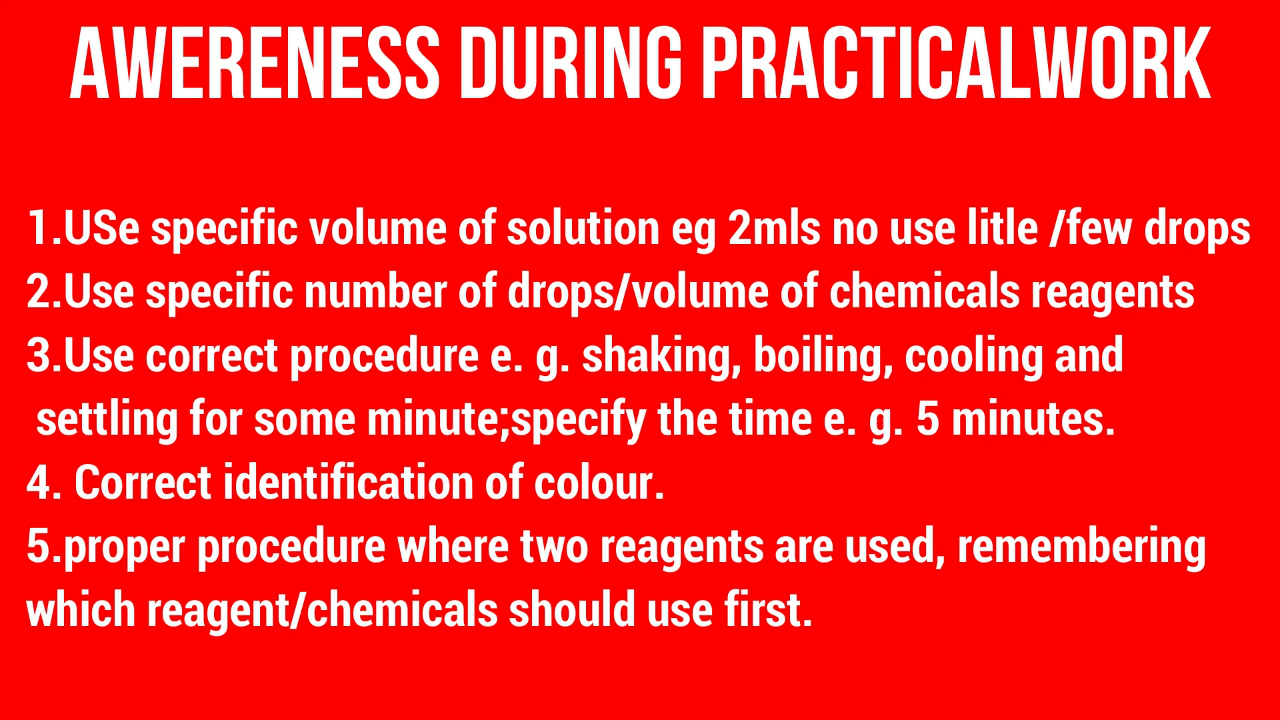 AWERENESS DURING PRACTICALWORK
1.USe specific volume of solution eg 2mls no use litle /few drops
2.Use specific number of drops/volume of chemicals reagents
3.Use correct procedure e. g. shaking, boiling, cooling and
settling for some minute;specify the time e. g. 5 minutes.
4. Correct identification of colour.
5.proper procedure where two reagents are used, remembering
which reagent/chemicals should use first.